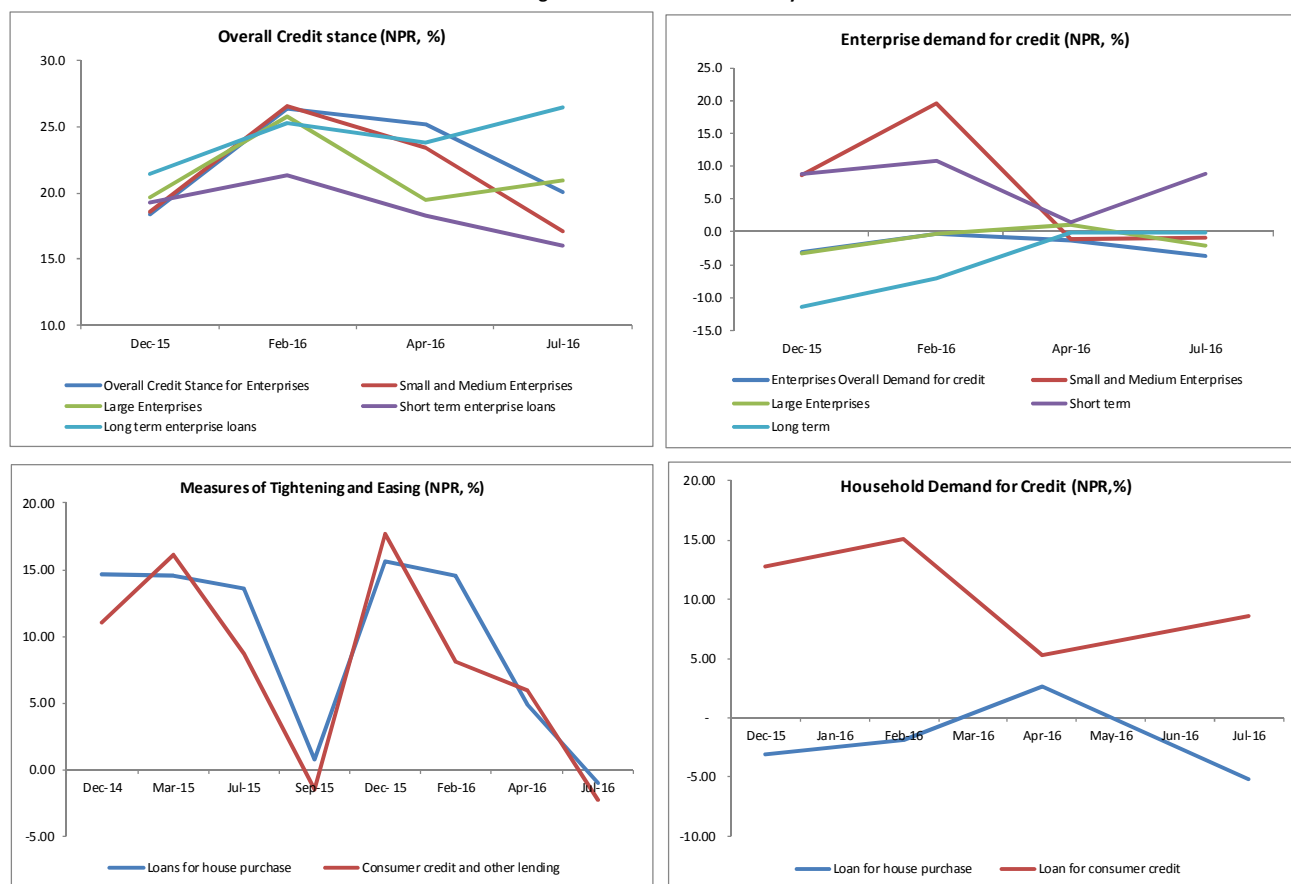 Overall Credit stance (NPR, %)
30.0
25.0
20.0
15.0
10.0
Dec-15 Feb-16 Apr-16 Jul-16
Overall Credit Stance for Enterprises Small and Medium Enterprises
Large Enterprises Short term enterprise loans
Long term enterprise loans
Enterprise demand for credit (NPR, %)
25.0
20.0
15.0
10.0
5.0
0.0
-5.0
-10.0
-15.0
Dec-15 Feb-16 Apr-16 Jul-16
Enterprises Overall Demand for credit Small and Medium Enterprises
Large Enterprises Short term
Long term
Measures of Tightening and Easing (NPR, %)
20.00
15.00
10.00
5.00
0.00
-5.00
Dec-14 Mar-15 Jul-15 Sep-15 Dec- 15 Feb-16 Apr-16 Jul-16
Loans for house purchase Consumer credit and other lending
Household Demand for Credit (NPR,%)
20.00
15.00
10.00
5.00
-
-5.00
-10.00
Dec-15 Jan-16 Feb-16 Mar-16 Apr-16 May-16 Jun-16 Jul-16
Loan for house purchase Loan for consumer credit